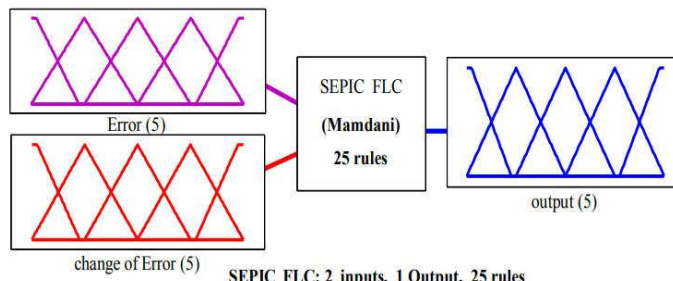 Error (5)
SEPIC FLC
(Mamdani)
25 rules
change of Error (5)
output (5)
SEPIC FLC: 2 inputs, 1 Output, 25 rules